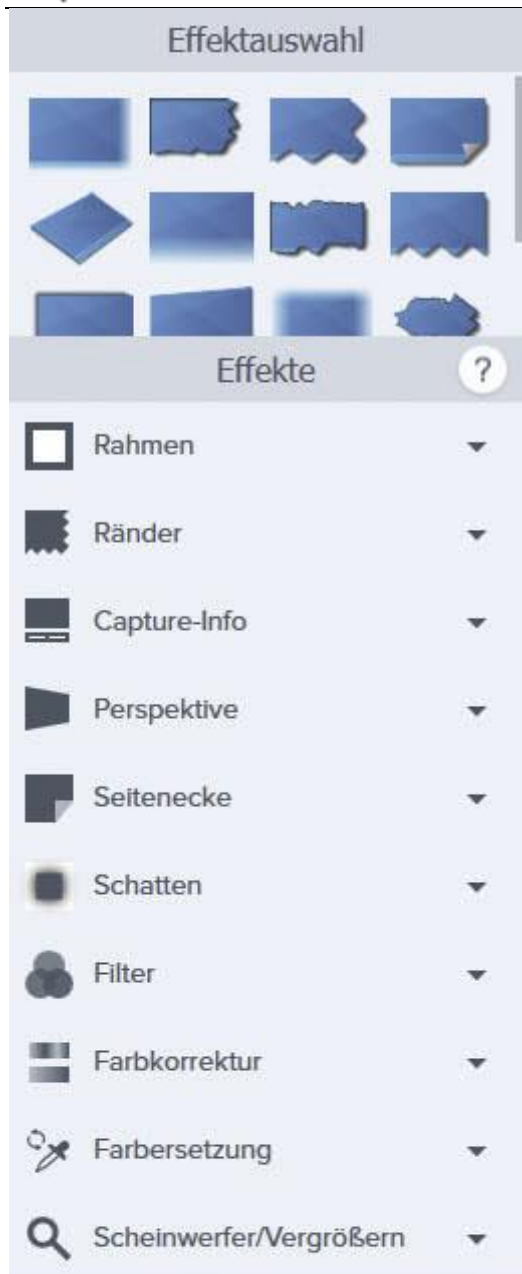 Effektauswahl
Effekte ?
Rahmen
Ränder
Capture-Info
Perspektive
Seitenecke
Schatten
Filter
Farbkorrektur
Farbersetzung
Scheinwerfer/Vergrößern